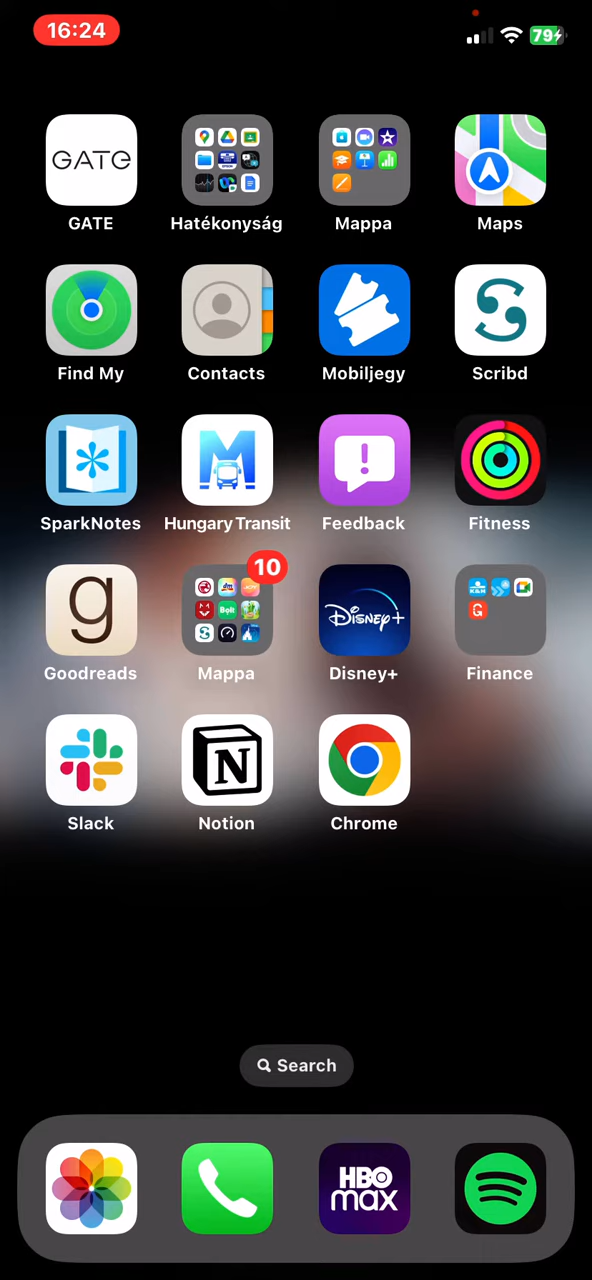 16:24
79
GATE
GATE Hatékonyság Mappa Maps
Find My Contacts Mobiljegy Scribd
SparkNotes Hungary Transit Feedback Fitness
10
Disney+
Goodreads Mappa Disney+ Finance
Slack Notion Chrome
Search
HBO
max